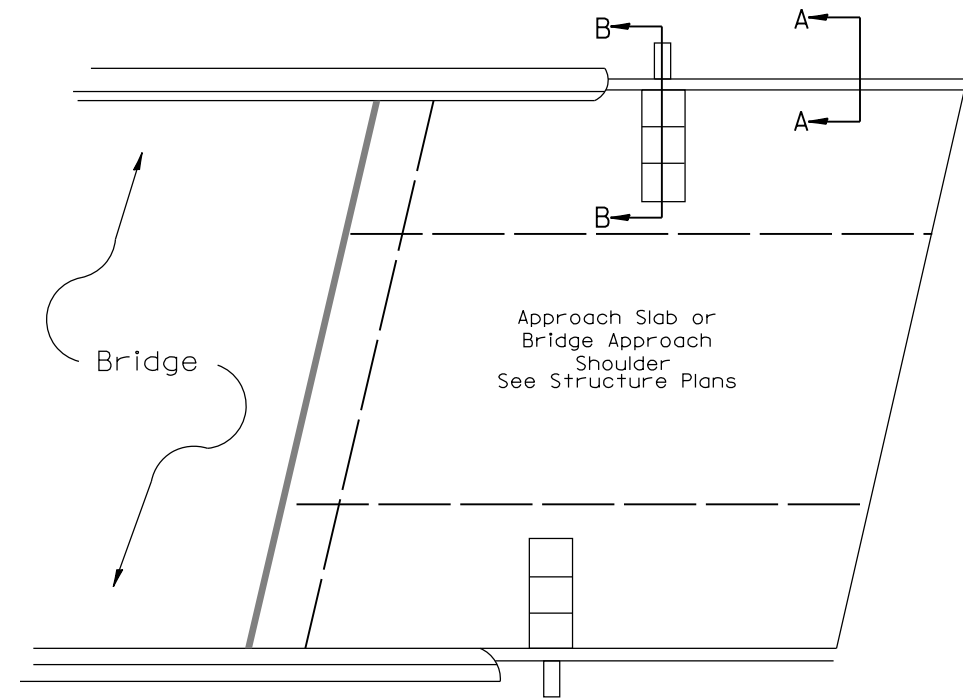 B
A
A
B
Approach Slab or
Bridge Approach
Shoulder
See Structure Plans
Bridge